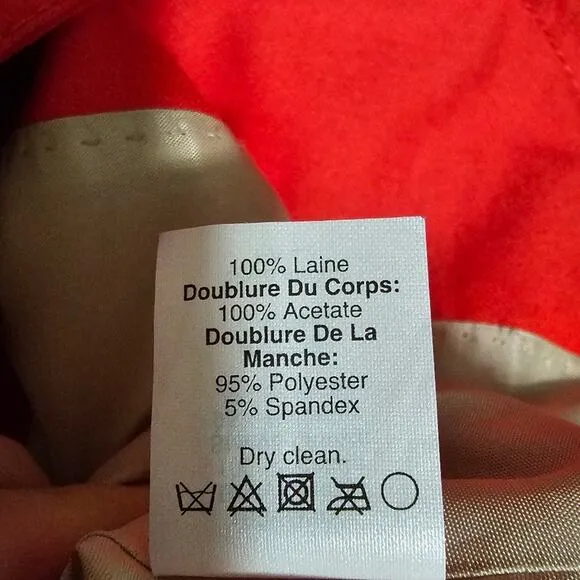 100% Laine
Doublure Du Corps:
100% Acetate
Doublure De La
Manche:
95% Polyester
5% Spandex
Dry clean.